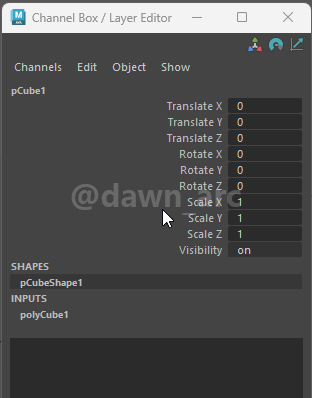 Channel Box / Layer Editor
Channels Edit Object Show
pCube1
Translate X 0
Translate Y 0
Translate Z 0
Rotate X 0
Rotate Y 0
Rotate Z 0
@dawn_arc
Scale X 1
Scale Y 1
Scale Z 1
Visibility on
SHAPES
pCubeShape1
INPUTS
polyCube1